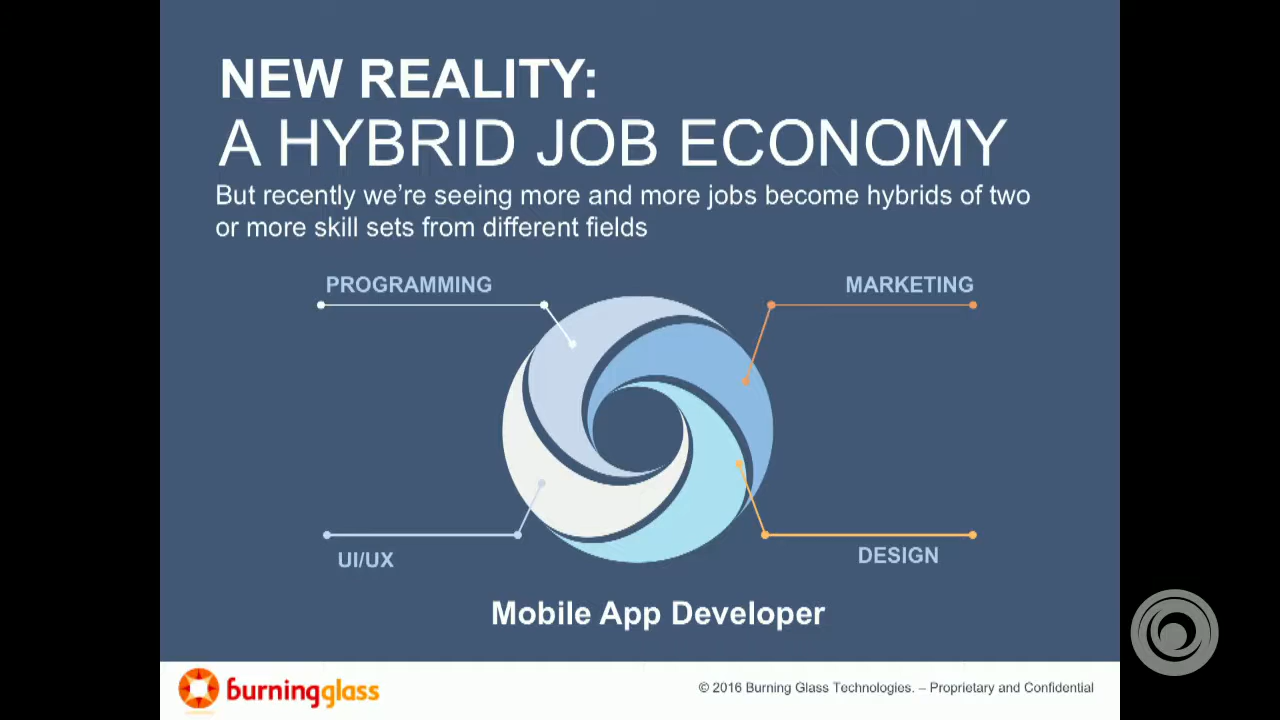 NEW REALITY:
A HYBRID JOB ECONOMY
But recently we’re seeing more and more jobs become hybrids of two
or more skill sets from different fields
PROGRAMMING
MARKETING
UI/UX
DESIGN
Mobile App Developer
burningglass
© 2016 Burning Glass Technologies. – Proprietary and Confidential